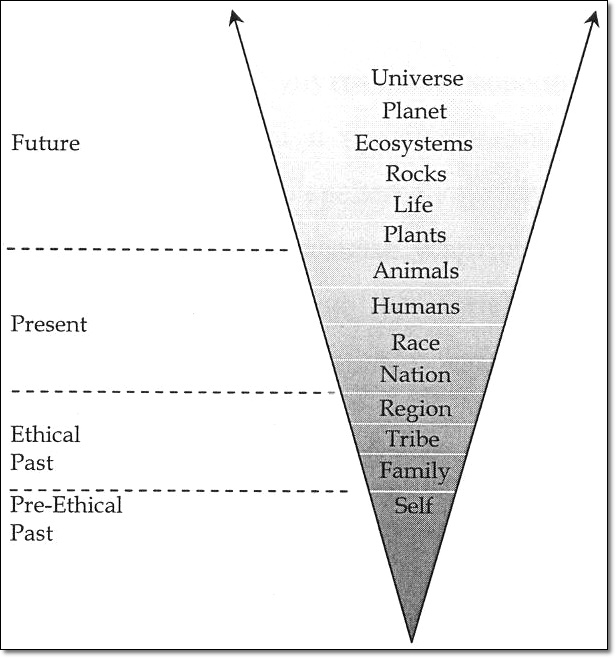 Universe
Planet
Ecosystems
Future
Rocks
Life
Plants
Animals
Humans
Present
Race
Nation
Region
Ethical
Past
Tribe
Family
Pre-Ethical
Past
Self